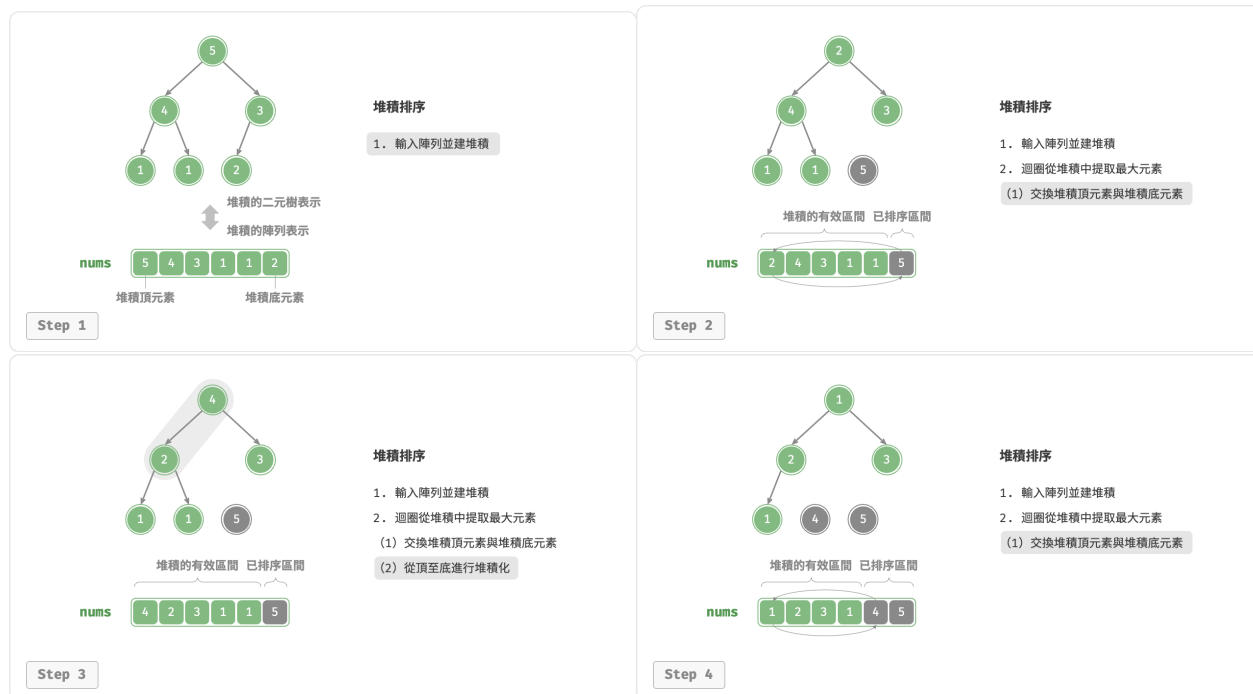 5
4 3
1 1 2
堆積排序
1. 輸入陣列並建堆積
堆積的二元樹表示
堆積的陣列表示
nums 5 4 3 1 1 2
堆積頂元素 堆積底元素
Step 1
2
4 3
1 1 5
堆積排序
1. 輸入陣列並建堆積
2. 迴圈從堆積中提取最大元素
(1) 交換堆積頂元素與堆積底元素
堆積的有效區間 已排序區間
nums 2 4 3 1 1 5
Step 2
4
2 3
1 1 5
堆積排序
1. 輸入陣列並建堆積
2. 迴圈從堆積中提取最大元素
(1) 交換堆積頂元素與堆積底元素
(2) 從頂至底進行堆積化
堆積的有效區間 已排序區間
nums 4 2 3 1 1 5
Step 3
1
2 3
1 4 5
堆積排序
1. 輸入陣列並建堆積
2. 迴圈從堆積中提取最大元素
(1) 交換堆積頂元素與堆積底元素
堆積的有效區間 已排序區間
nums 1 2 3 1 4 5
Step 4